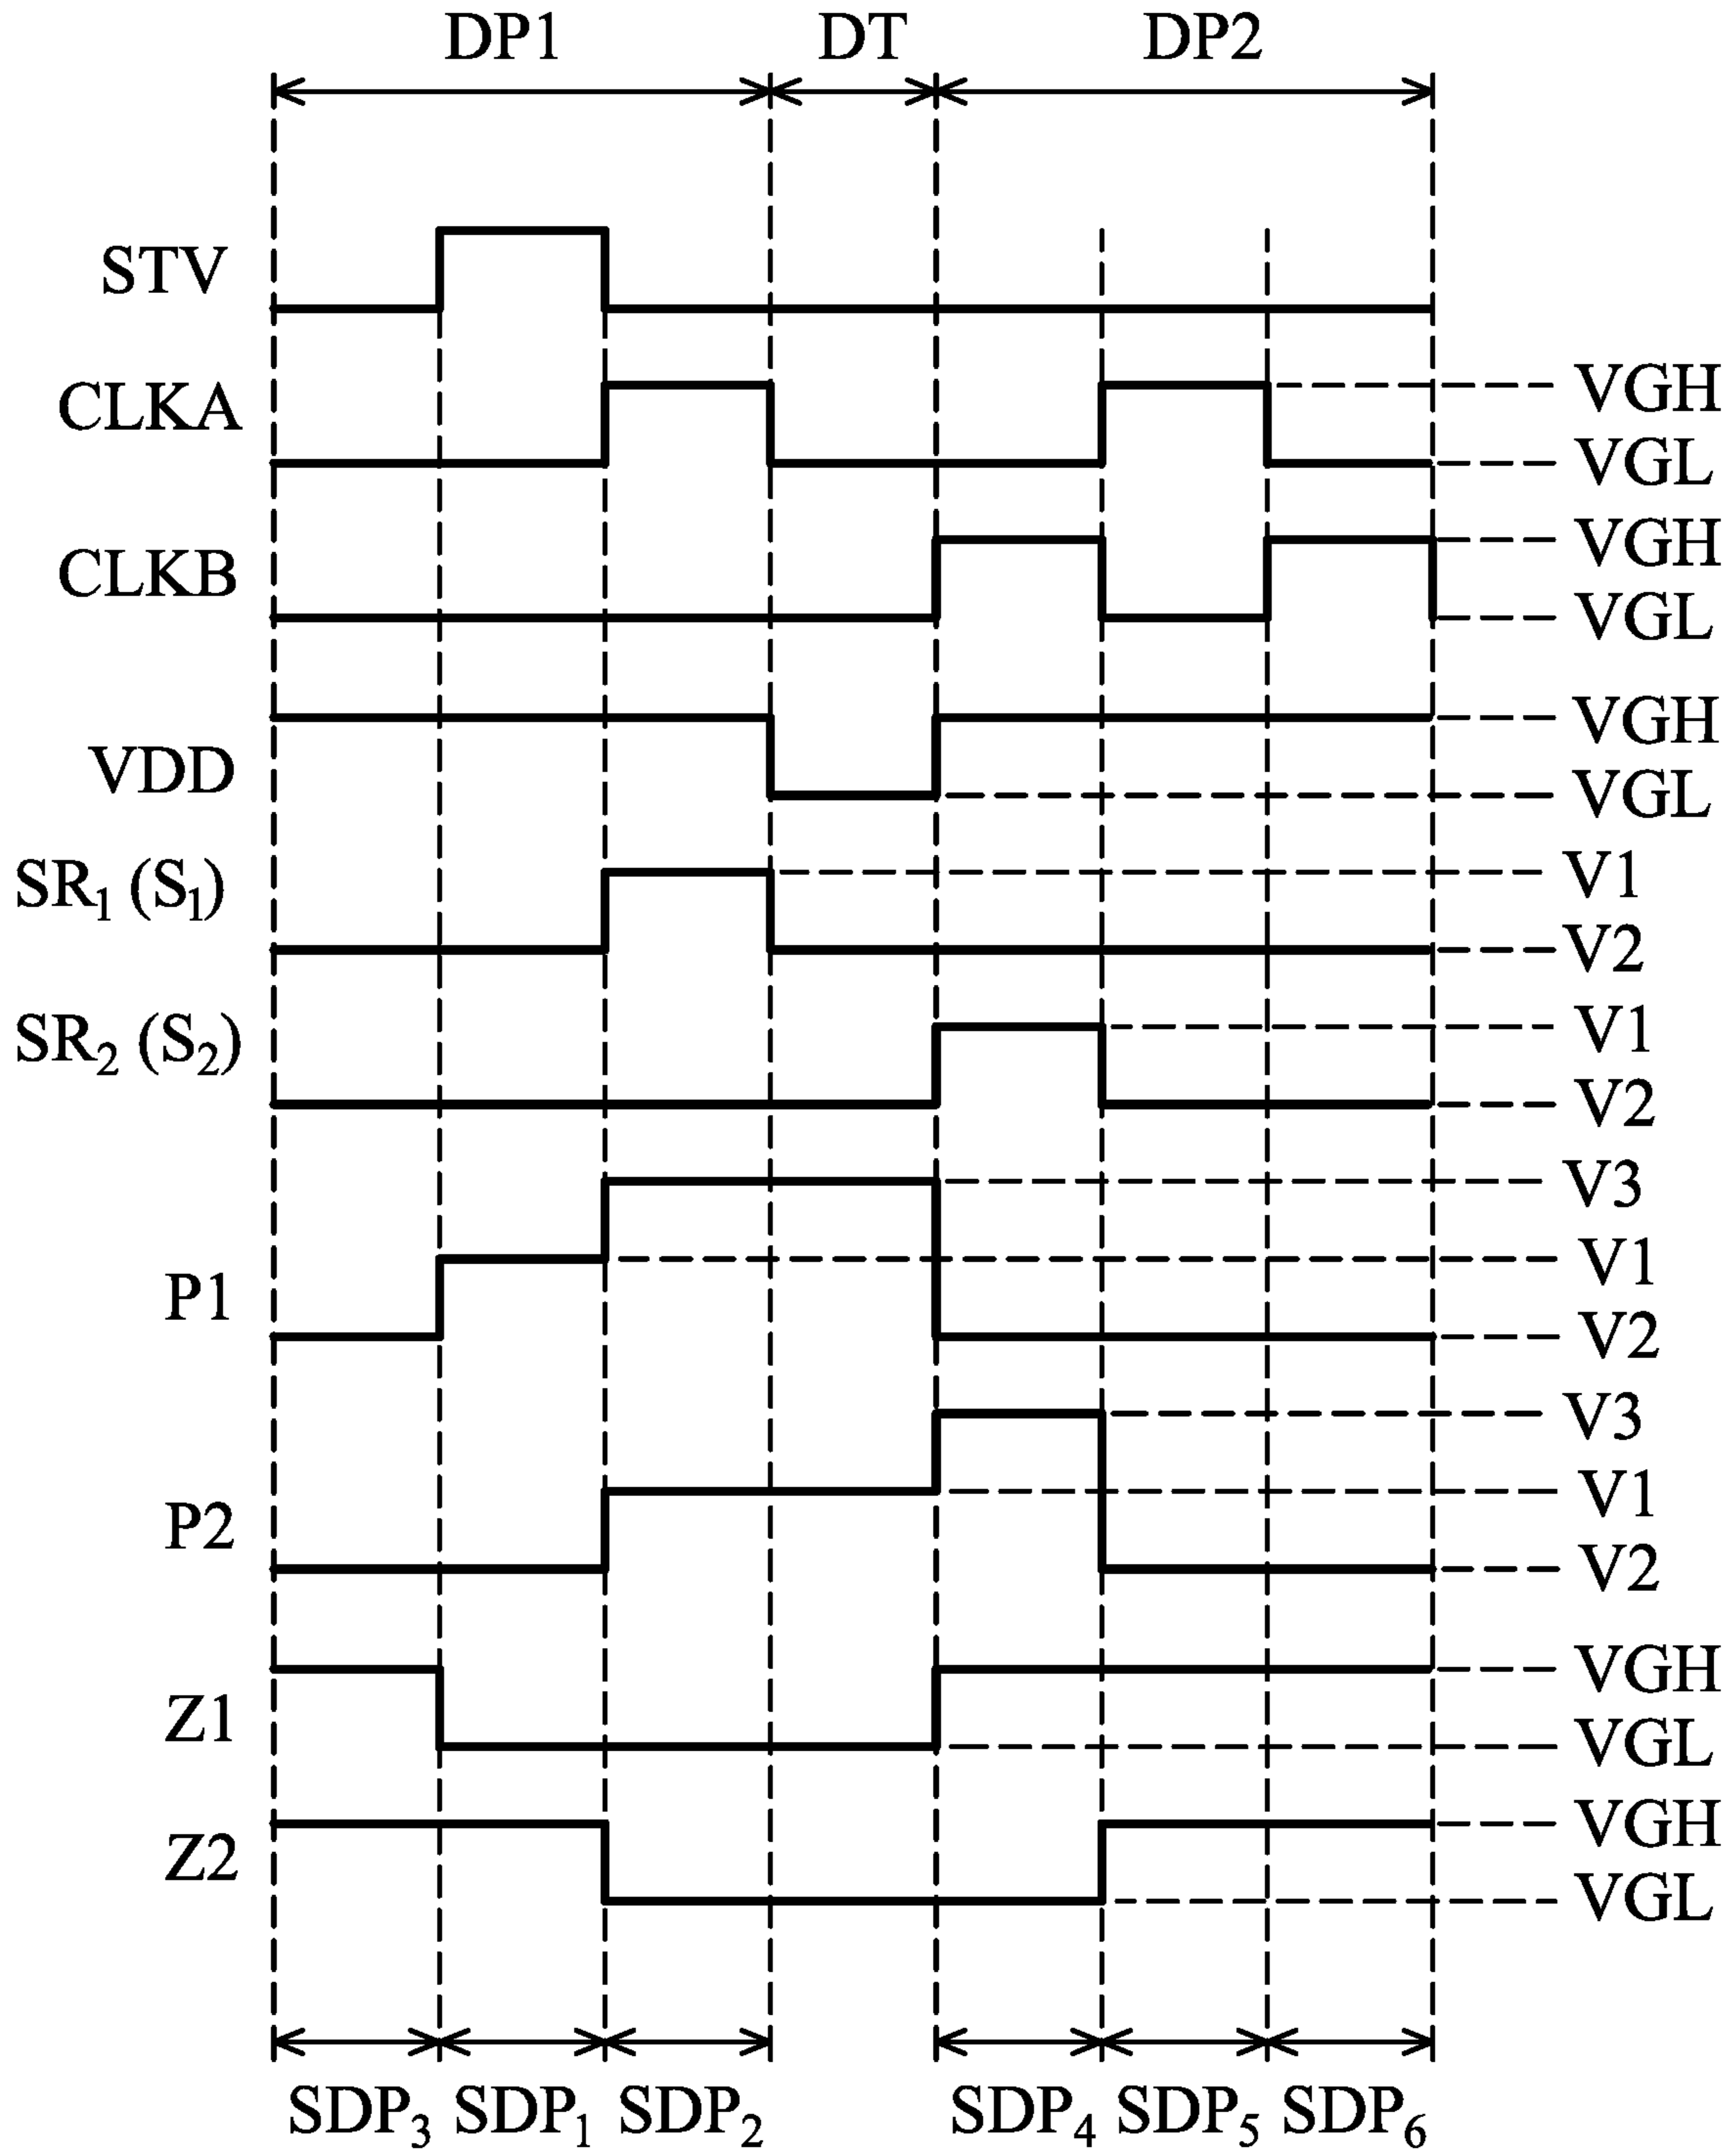 DP1 DT DP2
STV
CLKA VGH
VGL
CLKB VGH
VGL
VDD VGH
VGL
SR₁ (S₁) V1
V2
SR₂ (S₂) V1
V2
V3
P1 V1
V2
V3
P2 V1
V2
Z1 VGH
VGL
Z2 VGH
VGL
SDP₃ SDP₁ SDP₂ SDP₄ SDP₅ SDP₆